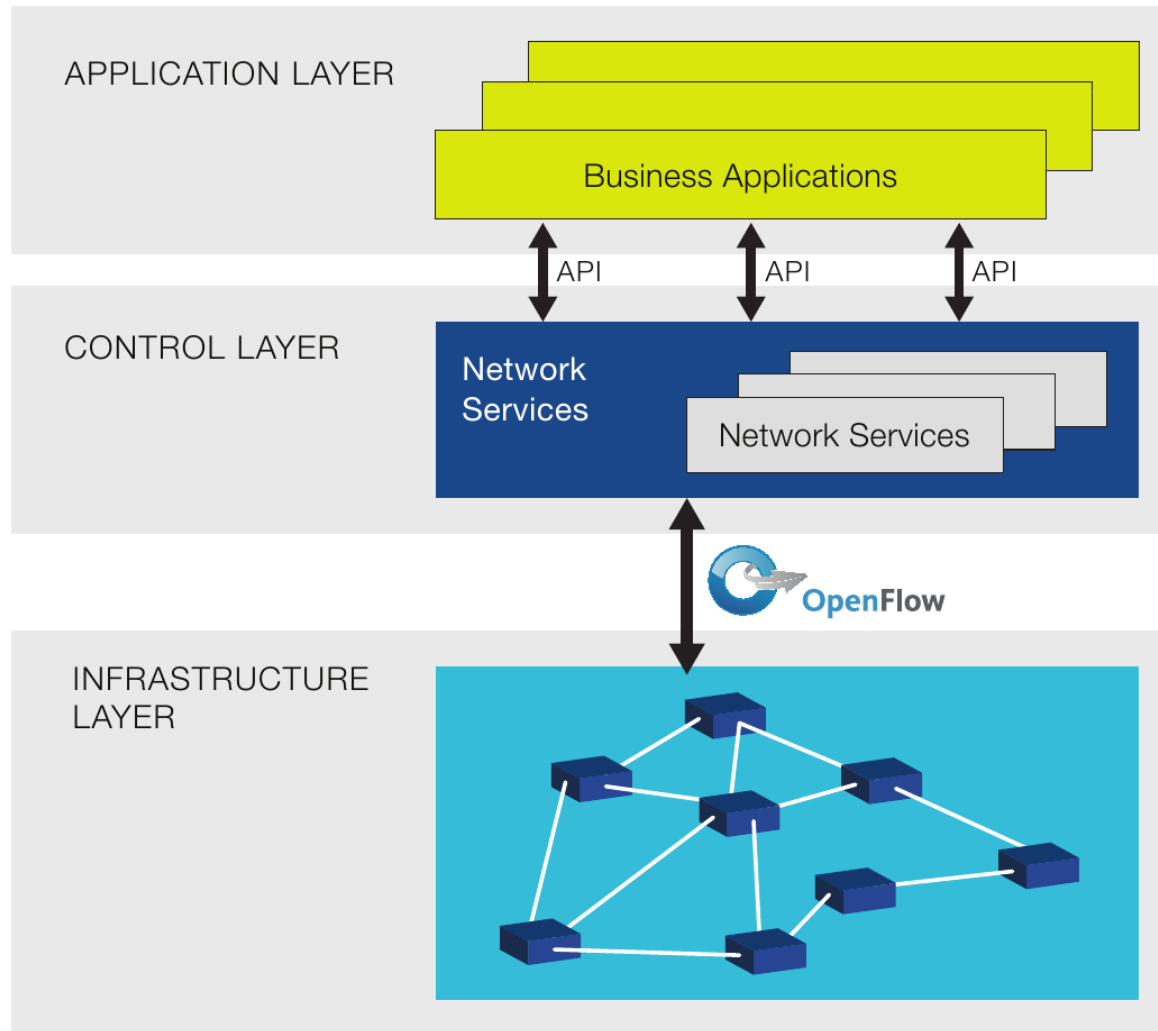 APPLICATION LAYER
Business Applications
API API API
CONTROL LAYER
Network
Services
Network Services
OpenFlow
INFRASTRUCTURE
LAYER